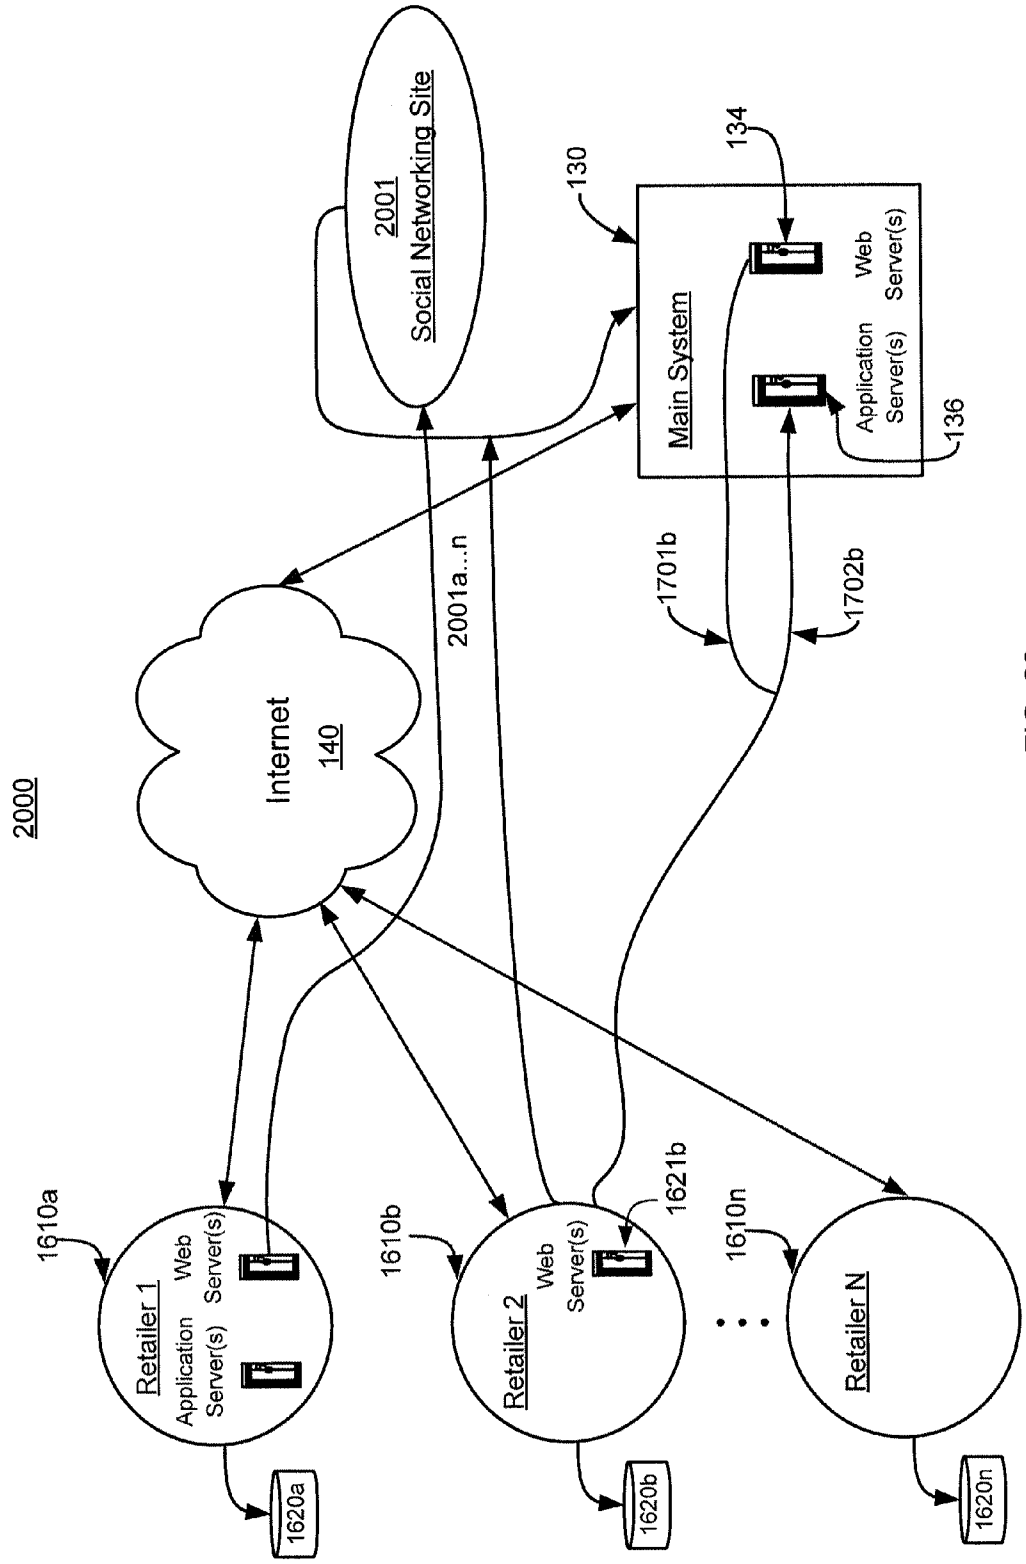 2000
2001
Social Networking Site
Internet
140
2001a...n
130
Main System
134
Application
Server(s)
Web
Server(s)
136
1701b
1702b
1610a
Retailer 1
Application
Server(s)
Web
Server(s)
1620a
1610b
Retailer 2
Web
Server(s)
1621b
1620b
1610n
Retailer N
1620n